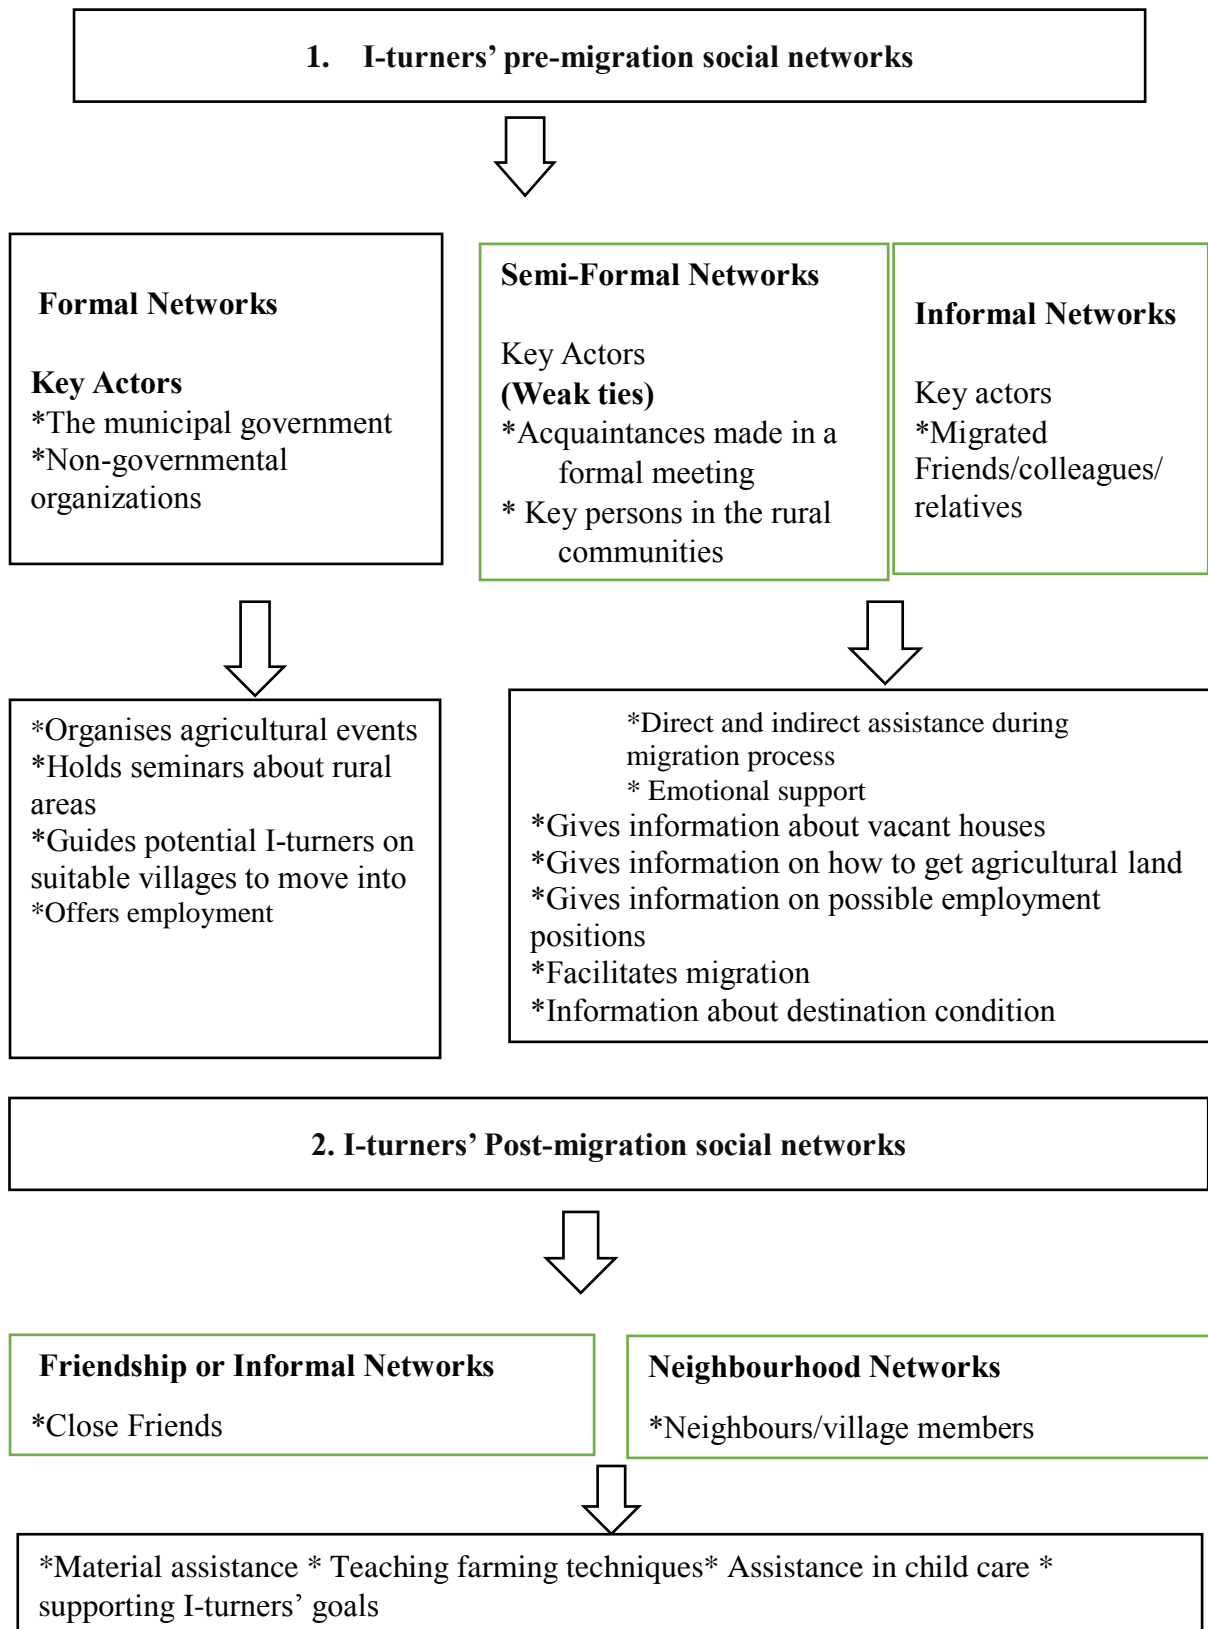 1. I-turners’ pre-migration social networks
Formal Networks
Key Actors
*The municipal government
*Non-governmental
organizations
Semi-Formal Networks
Key Actors
(Weak ties)
*Acquaintances made in a
formal meeting
* Key persons in the rural
communities
Informal Networks
Key actors
*Migrated
Friends/colleagues/
relatives
*Organises agricultural events
*Holds seminars about rural
areas
*Guides potential I-turners on
suitable villages to move into
*Offers employment
*Direct and indirect assistance during
migration process
* Emotional support
*Gives information about vacant houses
*Gives information on how to get agricultural land
*Gives information on possible employment
positions
*Facilitates migration
*Information about destination condition
2. I-turners’ Post-migration social networks
Friendship or Informal Networks
*Close Friends
Neighbourhood Networks
*Neighbours/village members
*Material assistance * Teaching farming techniques* Assistance in child care *
supporting I-turners’ goals